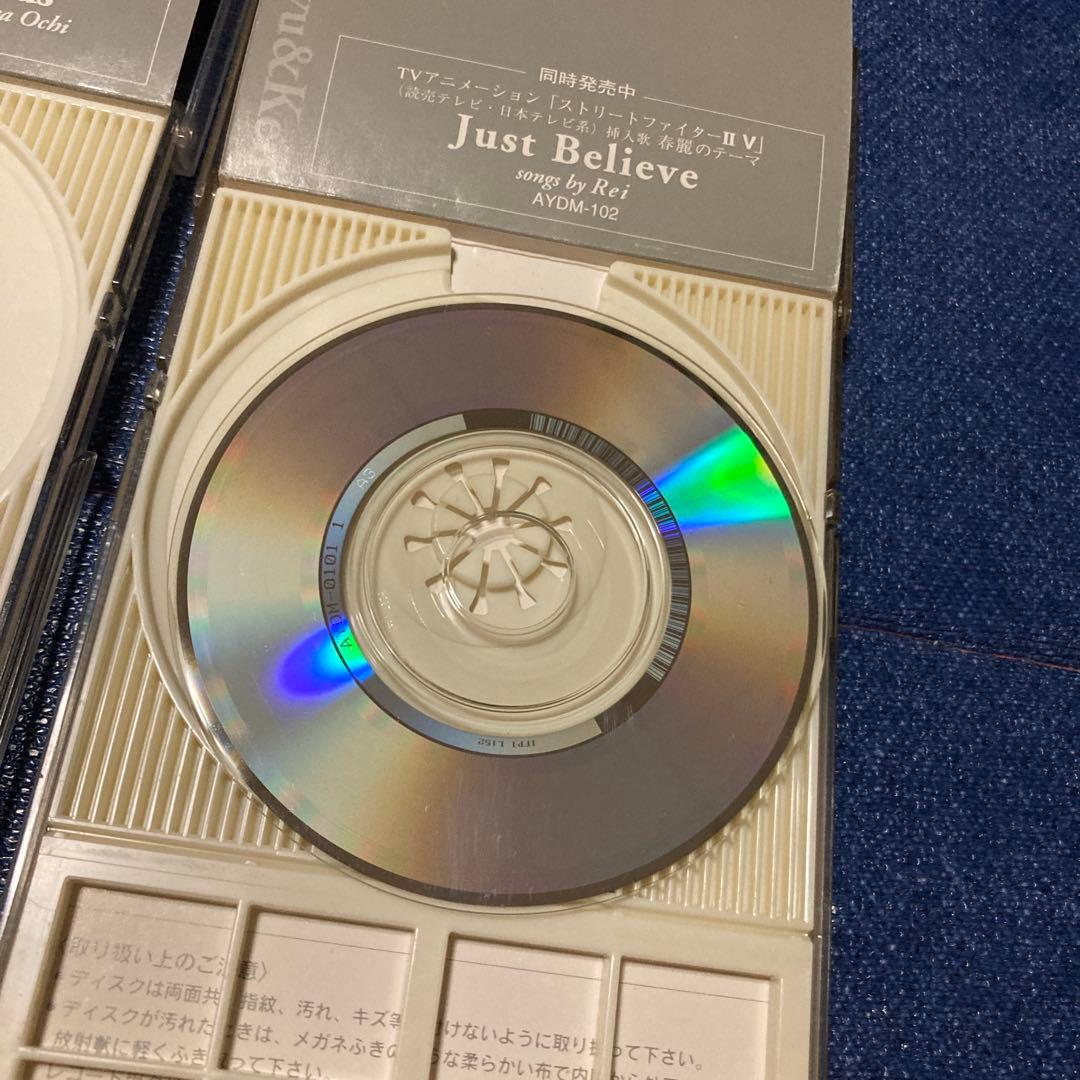 a Ochi
yu&Ke
同時発売中
TVアニメーション「ストリートファイターII V」
（読売テレビ・日本テレビ系）挿入歌 春麗のテーマ
Just Believe
songs by Rei
AYDM-102
AYDM-0101 1
IFPI L152
取り扱い上のご注意〉
●ディスクは両面共 指紋、汚れ、キズ等 けないように取り って下さい。
●ディスクが汚れた きは、メガネふきの うな柔らかい布で内
放射状に軽くふき って下さい。